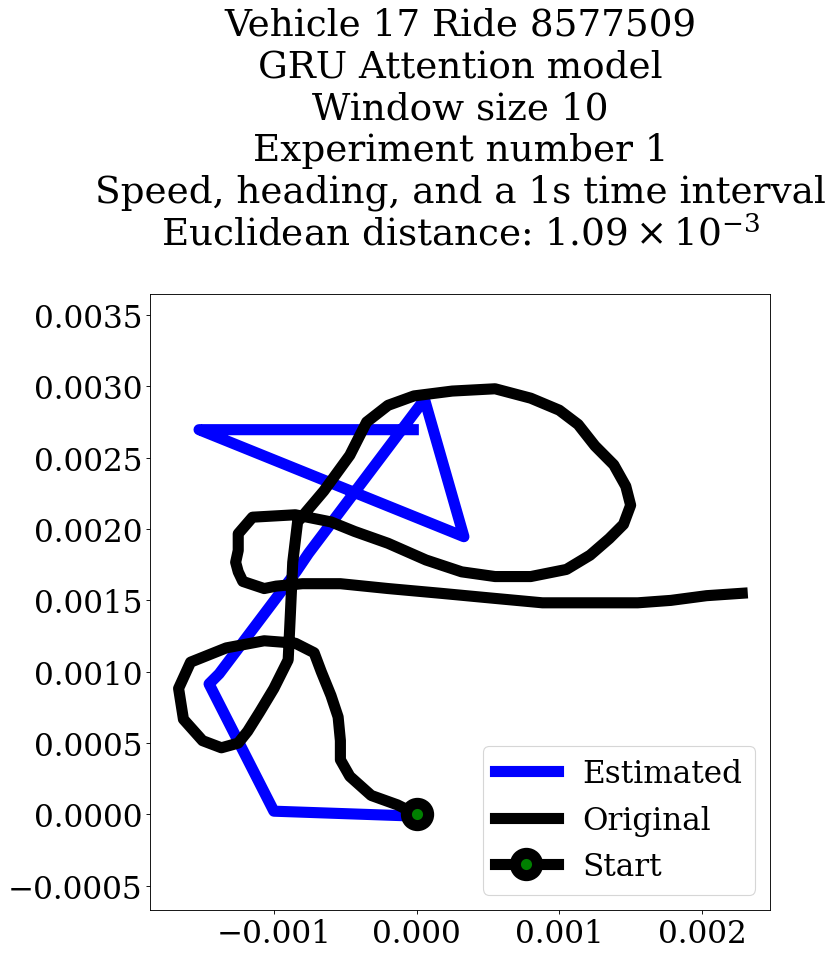 Vehicle 17 Ride 8577509
GRU Attention model
Window size 10
Experiment number 1
Speed, heading, and a 1s time interval
Euclidean distance: 1.09 × 10⁻³
0.0035
0.0030
0.0025
0.0020
0.0015
0.0010
0.0005
0.0000
−0.0005
Estimated
Original
Start
−0.001 0.000 0.001 0.002